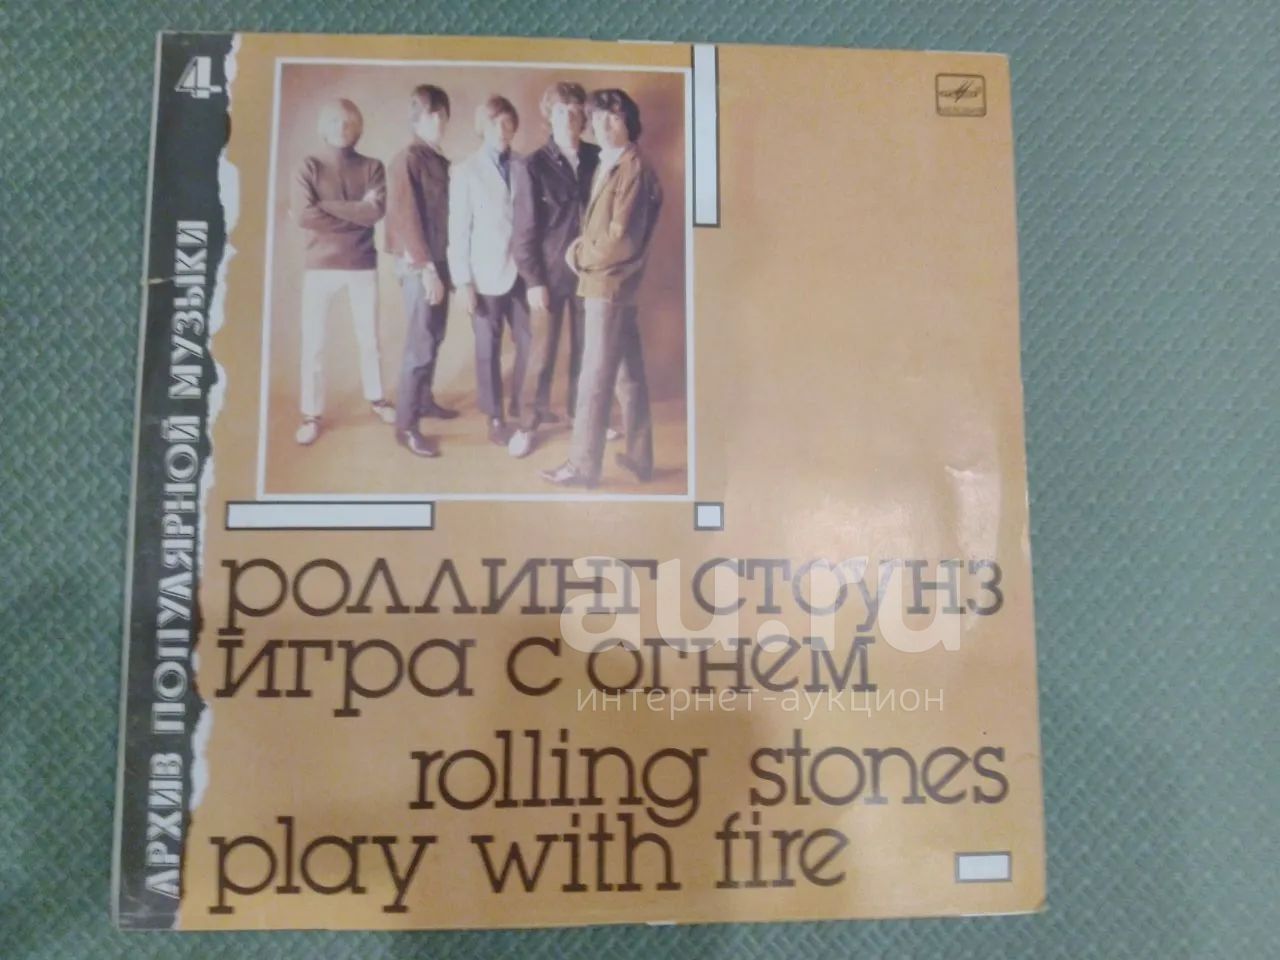 4
АРХИВ ПОПУЛЯРНОЙ МУЗЫКИ
роллинг стоунз
игра с огнем
rolling stones
play with fire
au.ru
интернет-аукцион